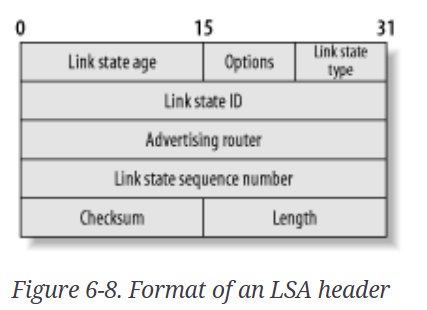 0 15 31
Link state age Options Link state
type
Link state ID
Advertising router
Link state sequence number
Checksum Length
Figure 6-8. Format of an LSA header